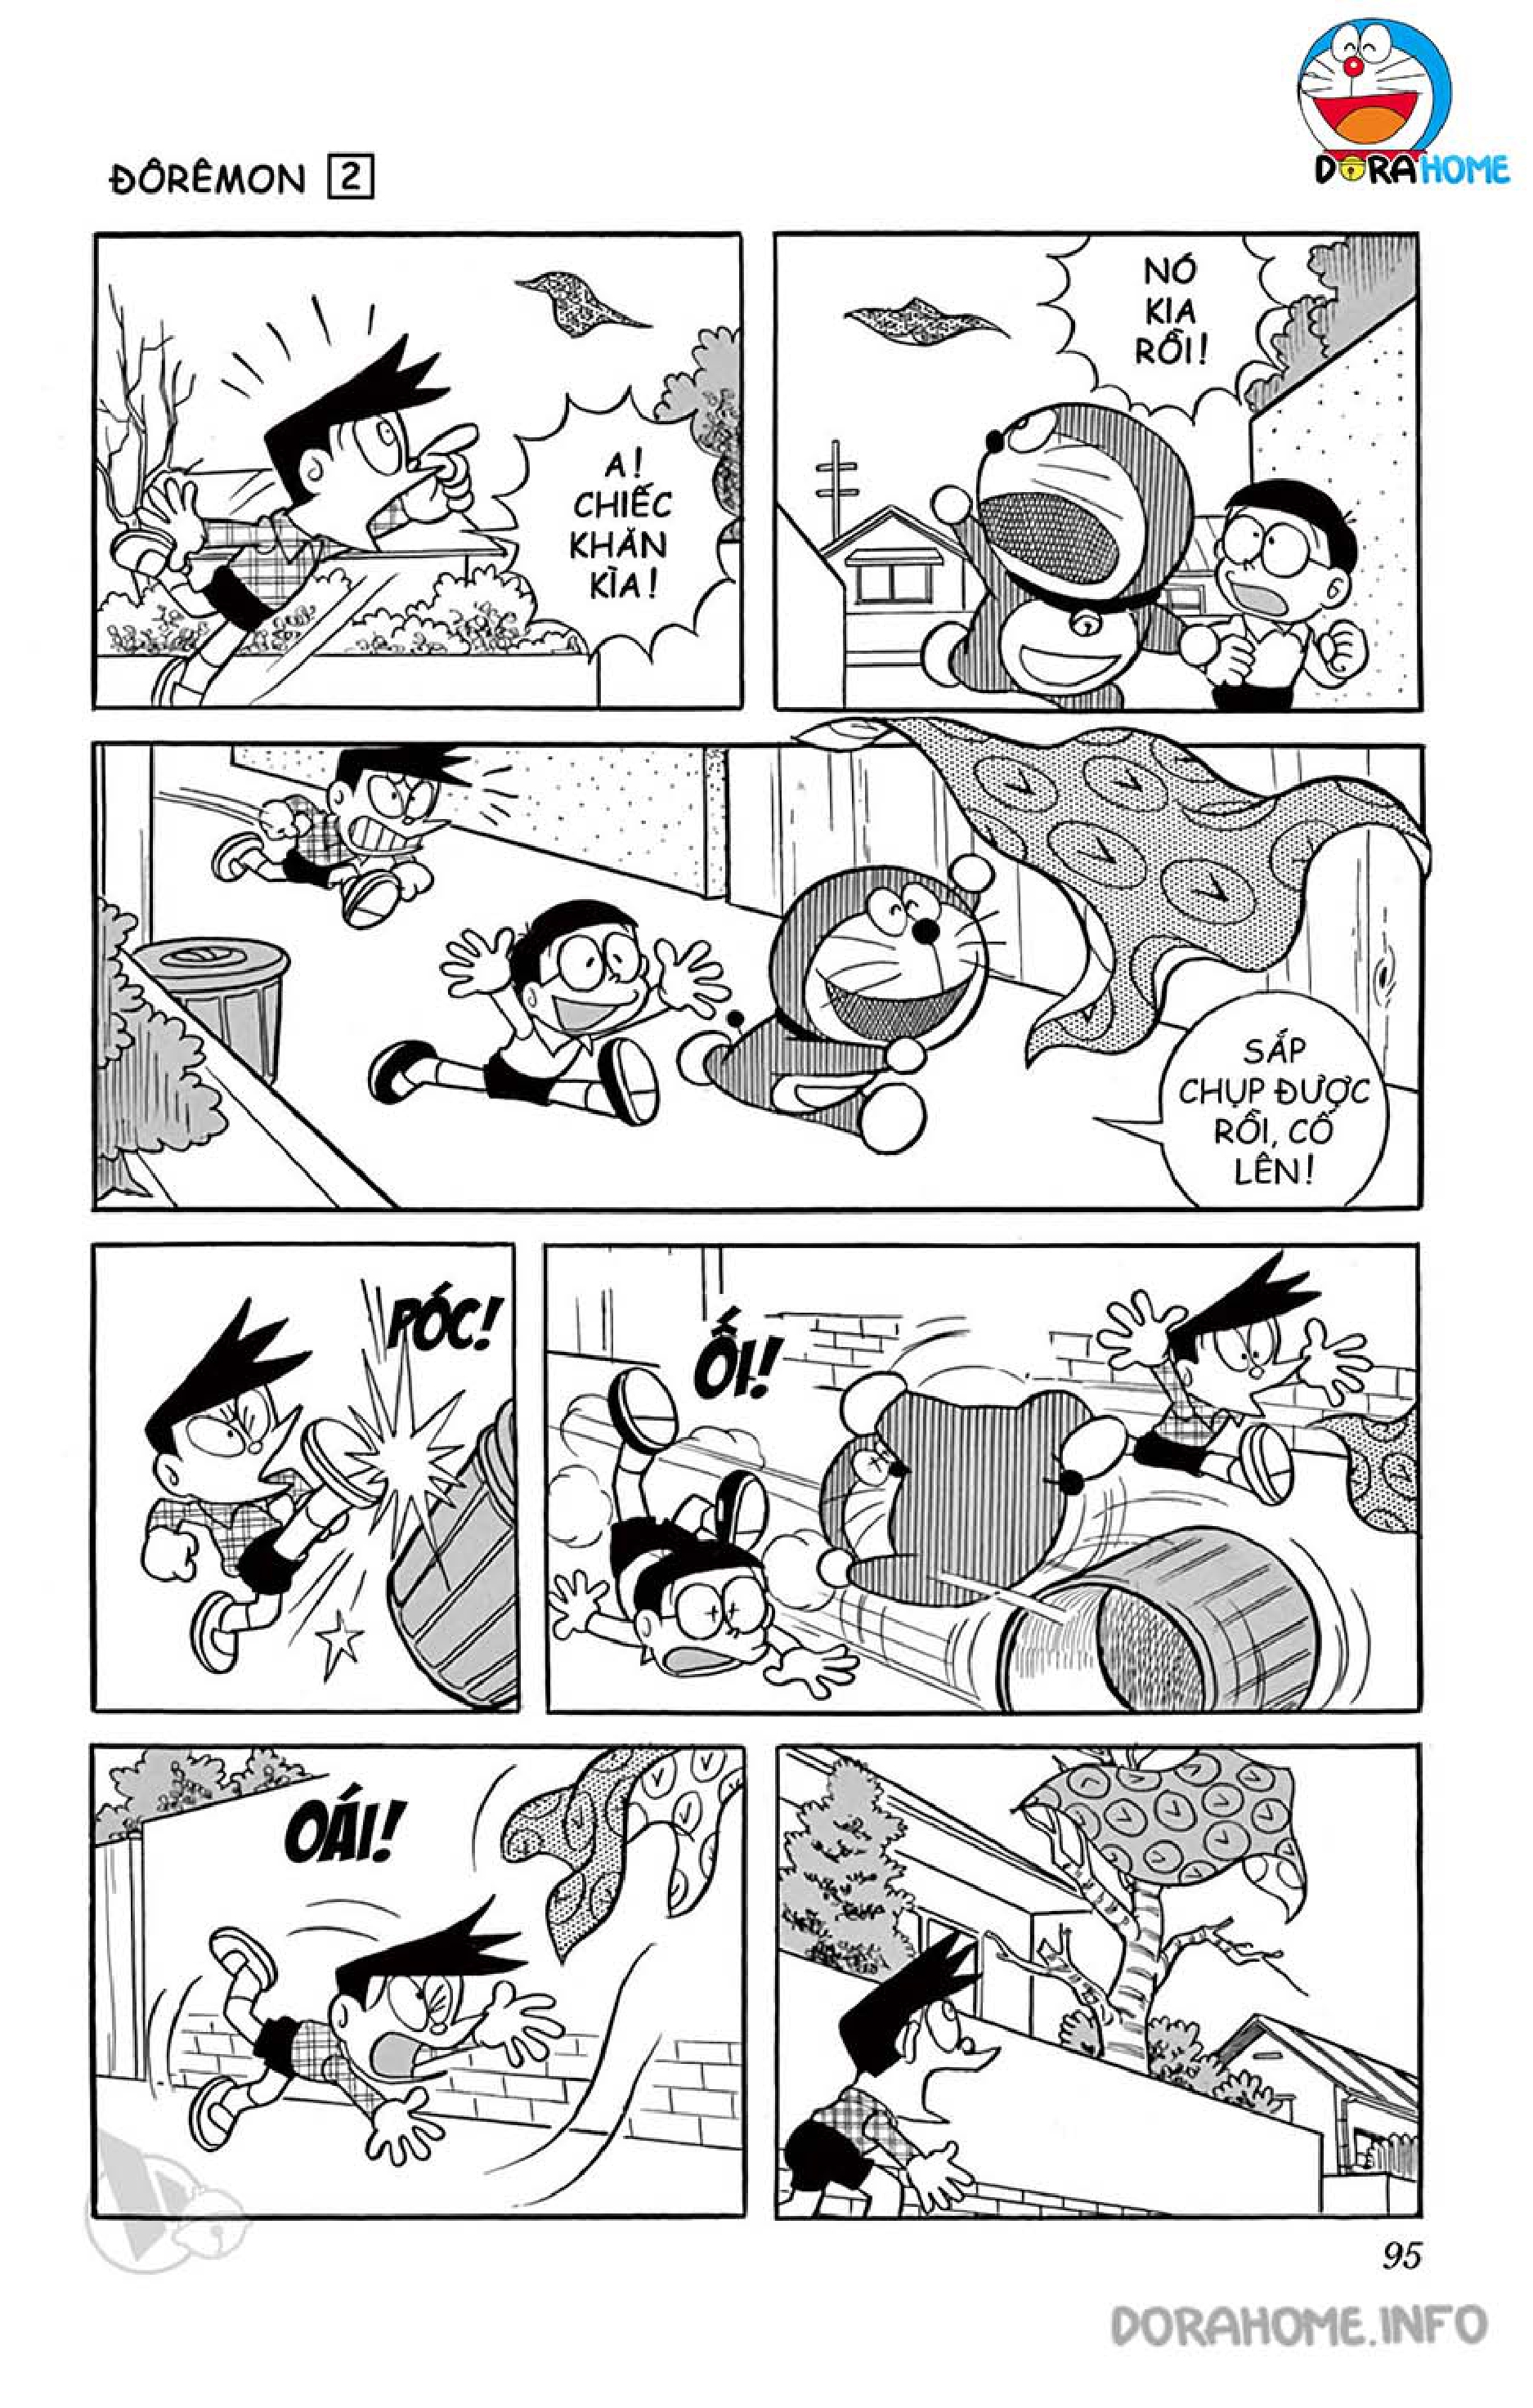 DORAHOME
ĐÔRÊMON 2
A!
CHIẾC
KHĂN
KÌA!
NÓ
KIA
RỒI!
SẮP
CHỤP ĐƯỢC
RỒI, CỐ
LÊN!
PÓC!
ỐI!
OÁI!
95
DORAHOME.INFO